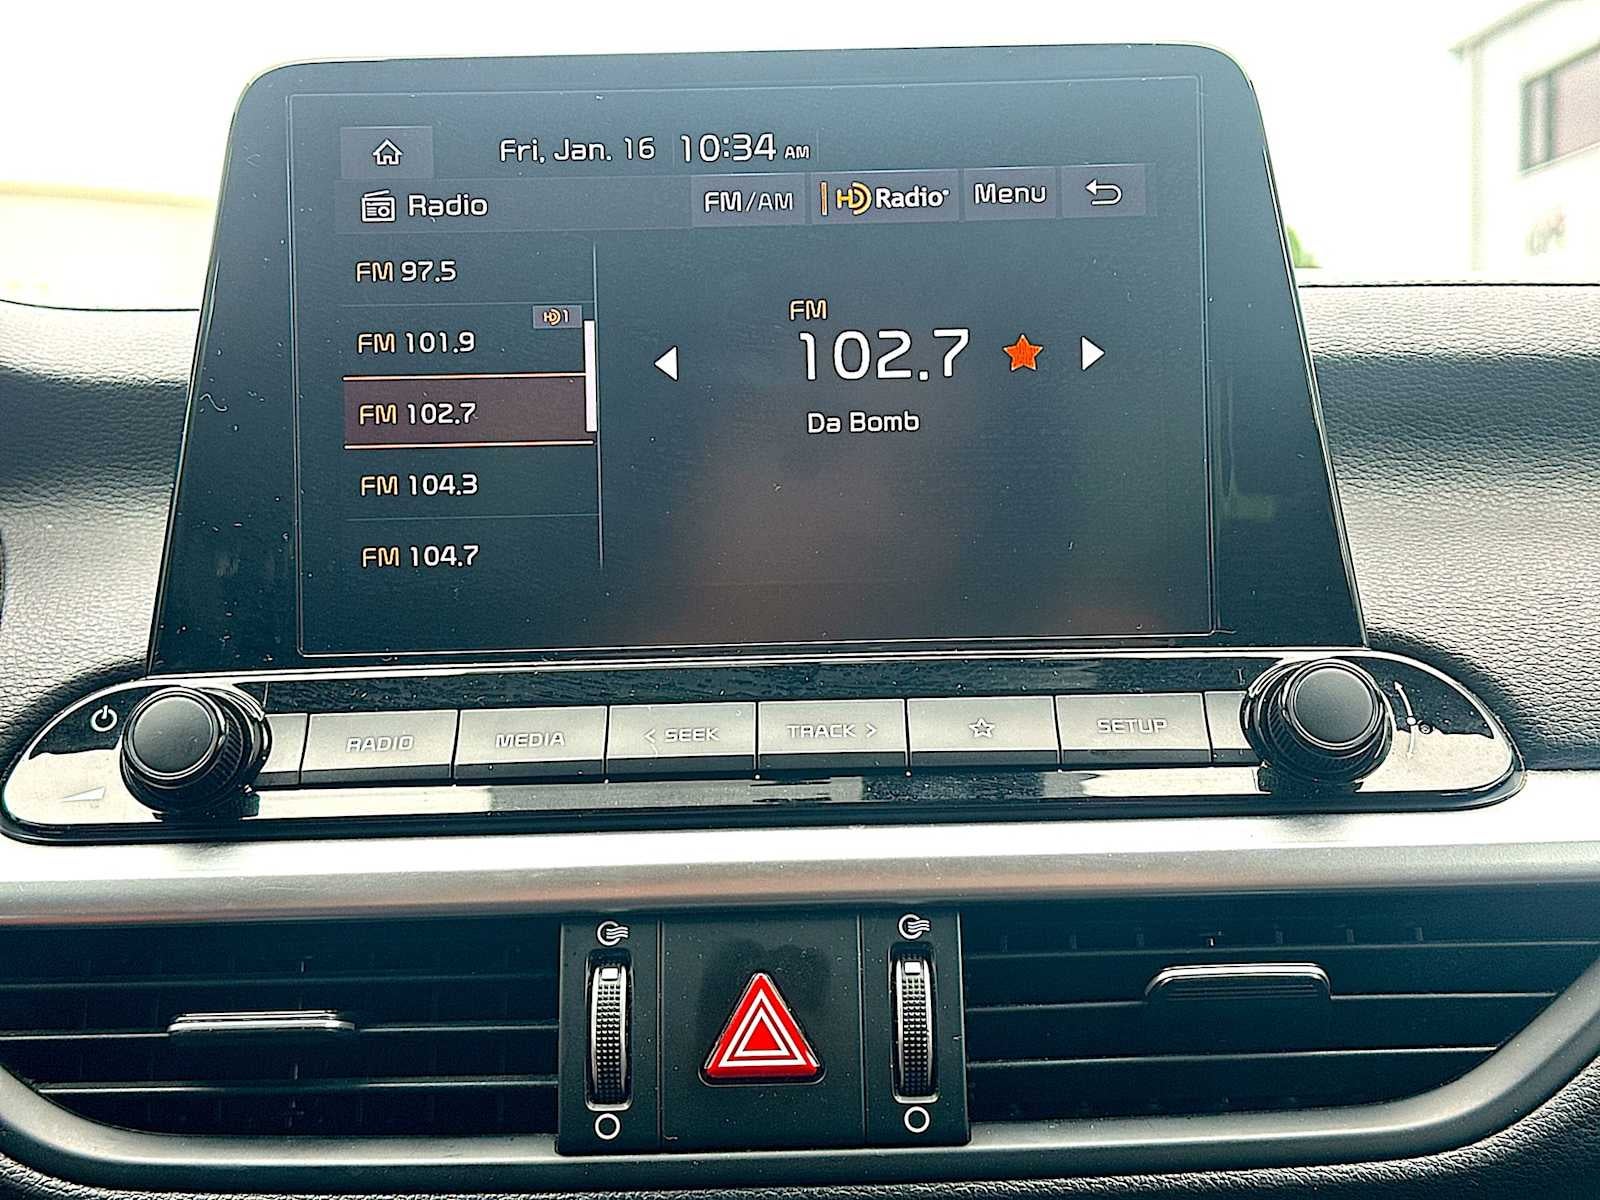 Fri, Jan. 16 10:34 AM
Radio FM/AM HD Radio Menu
FM 97.5
FM 101.9 HD1
FM 102.7
FM 104.3
FM 104.7
FM
102.7
Da Bomb
RADIO MEDIA < SEEK TRACK > SETUP